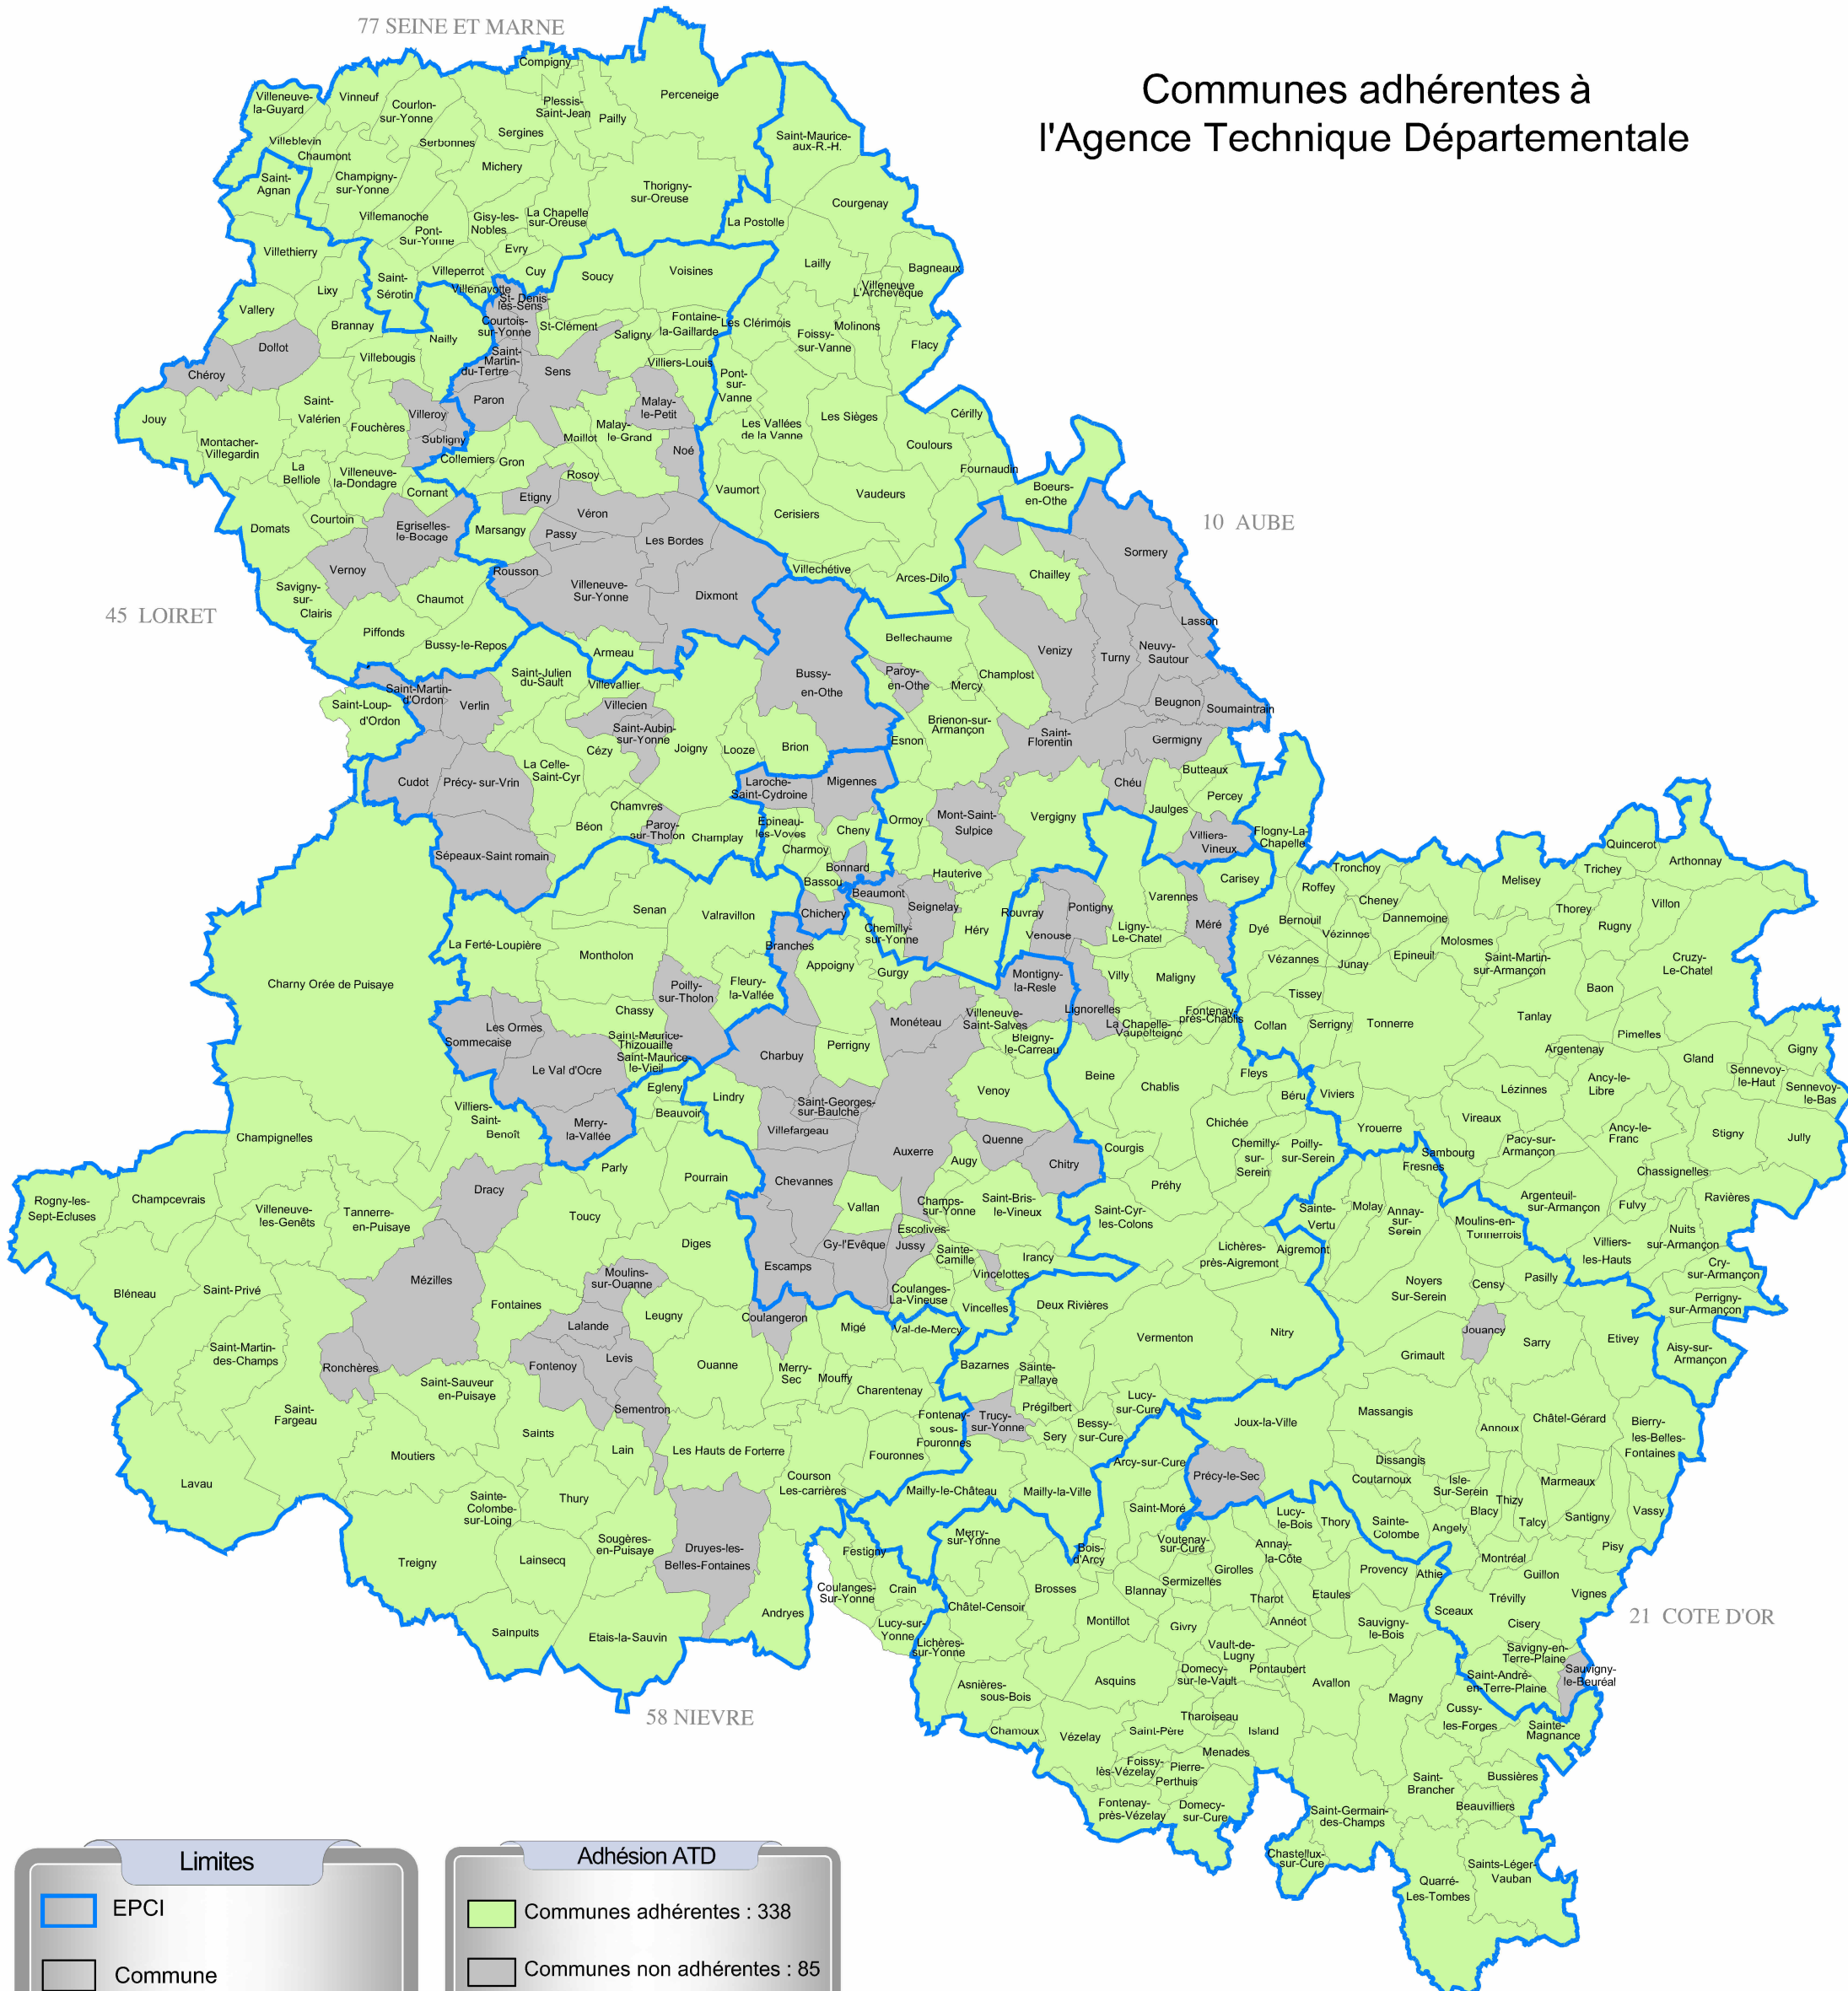 77 SEINE ET MARNE
Communes adhérentes à
l'Agence Technique Départementale
Compigny
Villeneuve-
la-Guyard
Vinneuf
Courlon-
sur-Yonne
Plessis-
Saint-Jean
Pailly
Perceneige
Sergines
Serbonnes
Villeblevin
Chaumont
Saint-Maurice-
aux-R.-H.
Michery
Champigny-
sur-Yonne
Saint-
Agnan
Thorigny-
sur-Oreuse
Courgenay
Villemanoche
Pont-
Sur-Yonne
Gisy-les-
Nobles
La Chapelle
sur-Oreuse
La Postolle
Evry
Villethierry
Saint-
Sérotin
Villeperrot
Cuy
Soucy
Voisines
Lailly
Bagneaux
Villeneuve
L'Archevêque
Lixy
Villenavotte
St- Denis-
lès-Sens
Vallery
Brannay
Nailly
Courtois-
sur-Yonne
St-Clément
Saligny
Fontaine-
la-Gaillarde
Les Clérimois
Foissy-
sur-Vanne
Molinons
Flacy
Dollot
Chéroy
Villebougis
Saint-
Martin-
du-Tertre
Sens
Villiers-Louis
Pont-
sur-
Vanne
Paron
Malay-
le-Petit
Jouy
Saint-
Valérien
Fouchères
Villeroy
Subligny
Maillot
Malay-
le-Grand
Les Vallées
de la Vanne
Les Sièges
Cérilly
Coulours
Montacher-
Villegardin
Collemiers
Gron
Noé
Fournaudin
La
Belliole
Villeneuve-
la-Dondagre
Cornant
Rosoy
Etigny
Vaumort
Vaudeurs
Boeurs-
en-Othe
Domats
Courtoin
Egriselles-
le-Bocage
Marsangy
Véron
Passy
Les Bordes
Cerisiers
10 AUBE
Sormery
Vernoy
Rousson
Villeneuve-
Sur-Yonne
Dixmont
Villechétive
Arces-Dilo
Chailley
Savigny-
sur-
Clairis
Chaumot
45 LOIRET
Lasson
Piffonds
Bussy-le-Repos
Armeau
Bellechaume
Venizy
Turny
Neuvy-
Sautour
Saint-Julien
du-Sault
Villevallier
Bussy-
en-Othe
Paroy-
en-Othe
Mercy
Champlost
Saint-Martin-
d'Ordon
Verlin
Saint-Loup-
d'Ordon
Villecien
Saint-Aubin-
sur-Yonne
Beugnon
Soumaintrain
Brienon-sur-
Armançon
Esnon
Saint-
Florentin
Germigny
Cézy
Joigny
Looze
Brion
La Celle-
Saint-Cyr
Butteaux
Percey
Cudot
Précy- sur-Vrin
Laroche-
Saint-Cydroine
Migennes
Chéu
Jaulges
Chamvres
Béon
Paroy-
sur-Tholon
Champlay
Epineau-
les-Voves
Cheny
Ormoy
Mont-Saint-
Sulpice
Vergigny
Villiers-
Vineux
Flogny-La-
Chapelle
Sépeaux-Saint romain
Charmoy
Bonnard
Bassou
Hauterive
Carisey
Tronchoy
Quincerot
Arthonnay
Trichey
Melisey
Beaumont
Seignelay
Varennes
Roffey
Cheney
Senan
Valravillon
Chichery
Chemilly-
sur-Yonne
Héry
Rouvray
Pontigny
Venouse
Ligny-
Le-Chatel
Méré
Dyé
Bernouil
Dannemoine
Vézinnes
Thorey
Villon
Rugny
La Ferté-Loupière
Branches
Montholon
Appoigny
Gurgy
Vézannes
Junay
Epineuil
Molosmes
Saint-Martin-
sur-Armançon
Cruzy-
Le-Chatel
Charny Orée de Puisaye
Poilly-
sur-Tholon
Fleury-
la-Vallée
Montigny-
la-Resle
Villy
Maligny
Tissey
Baon
Chassy
Lignorelles
La Chapelle-
Vaupelteigne
Fontenay-
près-Chablis
Collan
Serrigny
Tonnerre
Tanlay
Pimelles
Les Ormes
Sommecaise
Saint-Maurice-
Thizouaille
Saint-Maurice-
le-Vieil
Monéteau
Villeneuve-
Saint-Salves
Bleigny-
le-Carreau
Charbuy
Perrigny
Argentenay
Gland
Gigny
Sennevoy-
le-Haut
Sennevoy-
le-Bas
Le Val d'Ocre
Egleny
Beauvoir
Lindry
Venoy
Beine
Chablis
Fleys
Béru
Viviers
Lézinnes
Ancy-le-
Libre
Villiers-
Saint-
Benoît
Merry-
la-Vallée
Saint-Georges-
sur-Baulche
Villefargeau
Chichée
Yrouerre
Vireaux
Ancy-le-
Franc
Stigny
Jully
Champignelles
Auxerre
Quenne
Chitry
Courgis
Chemilly-
sur-
Serein
Poilly-
sur-Serein
Sambourg
Fresnes
Pacy-sur-
Armançon
Parly
Pourrain
Augy
Chassignelles
Rogny-les-
Sept-Ecluses
Champcevrais
Dracy
Chevannes
Vallan
Champs-
sur-Yonne
Saint-Bris-
le-Vineux
Préhy
Villeneuve-
les-Genêts
Tannerre-
en-Puisaye
Toucy
Escolives-
Sainte-
Camille
Saint-Cyr-
les-Colons
Sainte-
Vertu
Molay
Annay-
sur-
Serein
Moulins-en-
Tonnerrois
Argenteuil-
sur-Armançon
Fulvy
Ravières
Nuits
sur-Armançon
Diges
Gy-l'Evêque
Jussy
Irancy
Lichères-
près-Aigremont
Aigremont
Villiers-
les-Hauts
Cry-
sur-Armançon
Mézilles
Moulins-
sur-Ouanne
Escamps
Vincelottes
Noyers
Sur-Serein
Censy
Pasilly
Bléneau
Saint-Privé
Fontaines
Leugny
Coulangeron
Coulanges-
La-Vineuse
Vincelles
Deux Rivières
Perrigny-
sur-Armançon
Lalande
Migé
Val-de-Mercy
Vermenton
Nitry
Jouancy
Sarry
Etivey
Aisy-sur-
Armançon
Grimault
Saint-Martin-
des-Champs
Ronchères
Fontenoy
Levis
Ouanne
Merry-
Sec
Mouffy
Charentenay
Bazarnes
Sainte-
Pallaye
Saint-Sauveur
en-Puisaye
Sementron
Prégilbert
Lucy-
sur-Cure
Saint-
Fargeau
Fontenay-
sous-
Fouronnes
Trucy-
sur-Yonne
Sery
Bessy-
sur-Cure
Joux-la-Ville
Massangis
Annoux
Châtel-Gérard
Bierry-
les-Belles-
Fontaines
Saints
Lain
Les Hauts de Forterre
Fouronnes
Moutiers
Lavau
Courson
Les-carrières
Mailly-le-Château
Mailly-la-Ville
Arcy-sur-Cure
Précy-le-Sec
Dissangis
Coutarnoux
Isle-
Sur-Serein
Marmeaux
Sainte-
Colombe-
sur-Loing
Thury
Saint-Moré
Lucy-
le-Bois
Thory
Sainte-
Colombe
Blacy
Thizy
Angely
Talcy
Santigny
Vassy
Treigny
Lainsecq
Sougères-
en-Puisaye
Druyes-les-
Belles-Fontaines
Festigny
Merry-
sur-Yonne
Bois-
d'Arcy
Voutenay-
sur-Cure
Annay-
la-Côte
Montréal
Pisy
Coulanges-
Sur-Yonne
Crain
Sermizelles
Girolles
Provency
Athie
Guillon
Vignes
Brosses
Blannay
Tharot
Etaules
Trévilly
Sceaux
21 COTE D'OR
Andryes
Lucy-sur-
Yonne
Châtel-Censoir
Montillot
Givry
Annéot
Sauvigny-
le-Bois
Cisery
Sainpuits
Etais-la-Sauvin
Lichères-
sur-Yonne
Vault-de-
Lugny
Savigny-en-
Terre-Plaine
Sauvigny-
le-Beuréal
Asnières-
sous-Bois
Asquins
Domecy-
sur-le-Vault
Pontaubert
Avallon
Saint-André-
en-Terre-Plaine
Magny
58 NIEVRE
Chamoux
Vézelay
Saint-Père
Tharoiseau
Island
Cussy-
les-Forges
Sainte-
Magnance
Foissy-
lès-Vézelay
Pierre-
Perthuis
Menades
Saint-
Brancher
Bussières
Beauvilliers
Fontenay-
près-Vézelay
Domecy-
sur-Cure
Saint-Germain-
des-Champs
Chastellux-
sur-Cure
Quarré-
Les-Tombes
Saints-Léger-
Vauban
Limites
EPCI
Commune
Adhésion ATD
Communes adhérentes : 338
Communes non adhérentes : 85